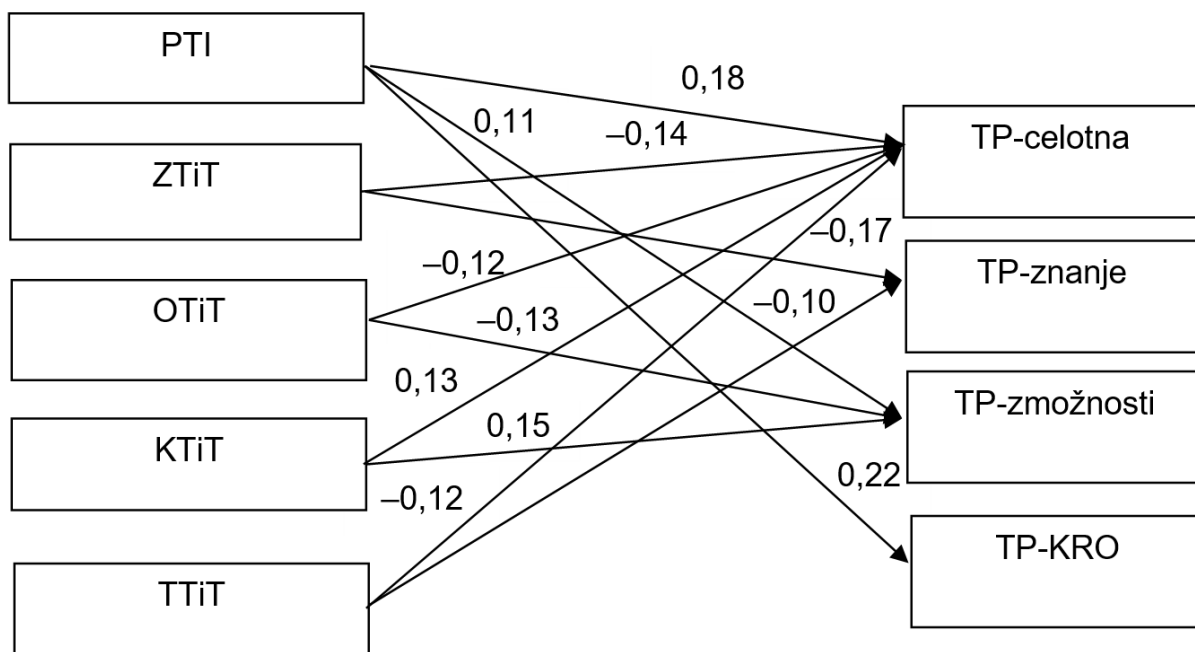 PTI
ZTiT
OTiT
KTiT
TTiT
0,18
0,11
–0,14
–0,17
–0,12
–0,10
–0,13
0,13
0,15
0,22
–0,12
TP-celotna
TP-znanje
TP-zmožnosti
TP-KRO